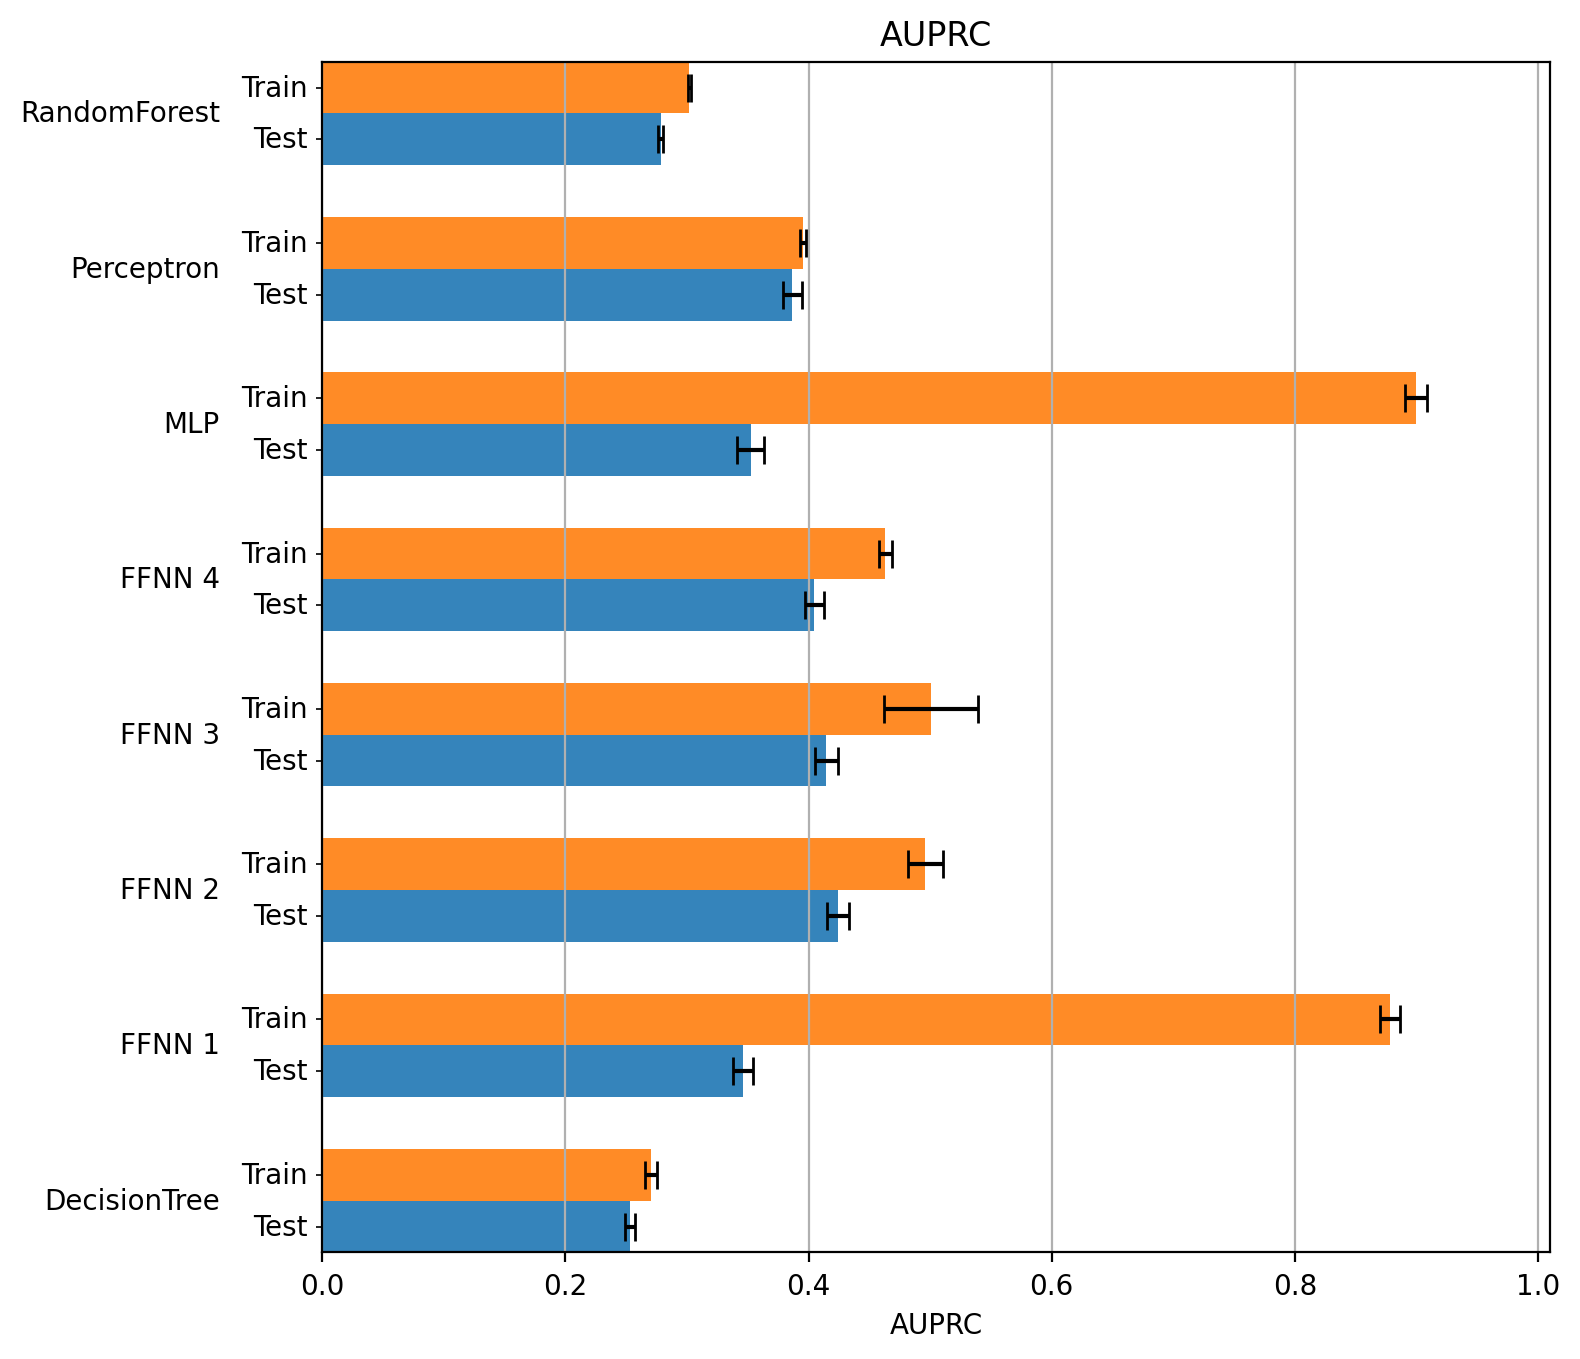 AUPRC
RandomForest
Train
Test
Perceptron
Train
Test
MLP
Train
Test
FFNN 4
Train
Test
FFNN 3
Train
Test
FFNN 2
Train
Test
FFNN 1
Train
Test
DecisionTree
Train
Test
0.0 0.2 0.4 0.6 0.8 1.0
AUPRC